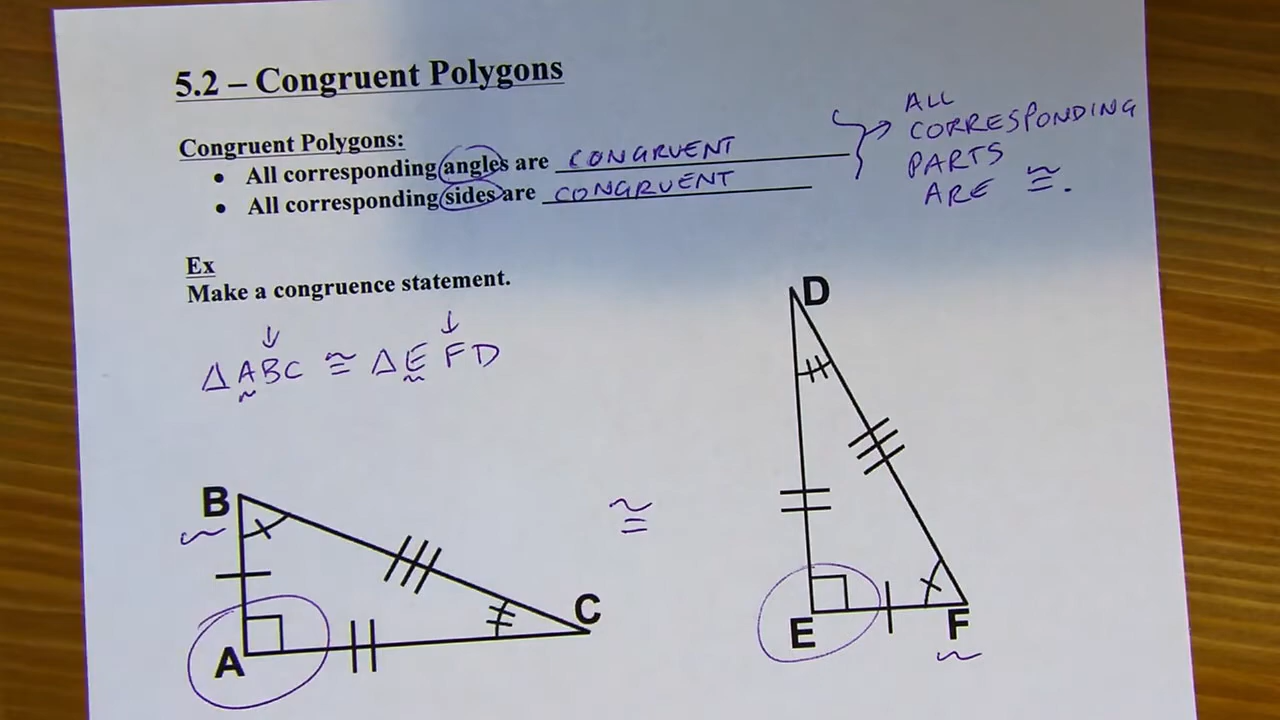 5.2 – Congruent Polygons
Congruent Polygons:
• All corresponding angles are CONGRUENT
• All corresponding sides are CONGRUENT
ALL
CORRESPONDING
PARTS
ARE ≅.
Ex
Make a congruence statement.
△ABC ≅ △EFD
B
A
C
≅
D
E
F